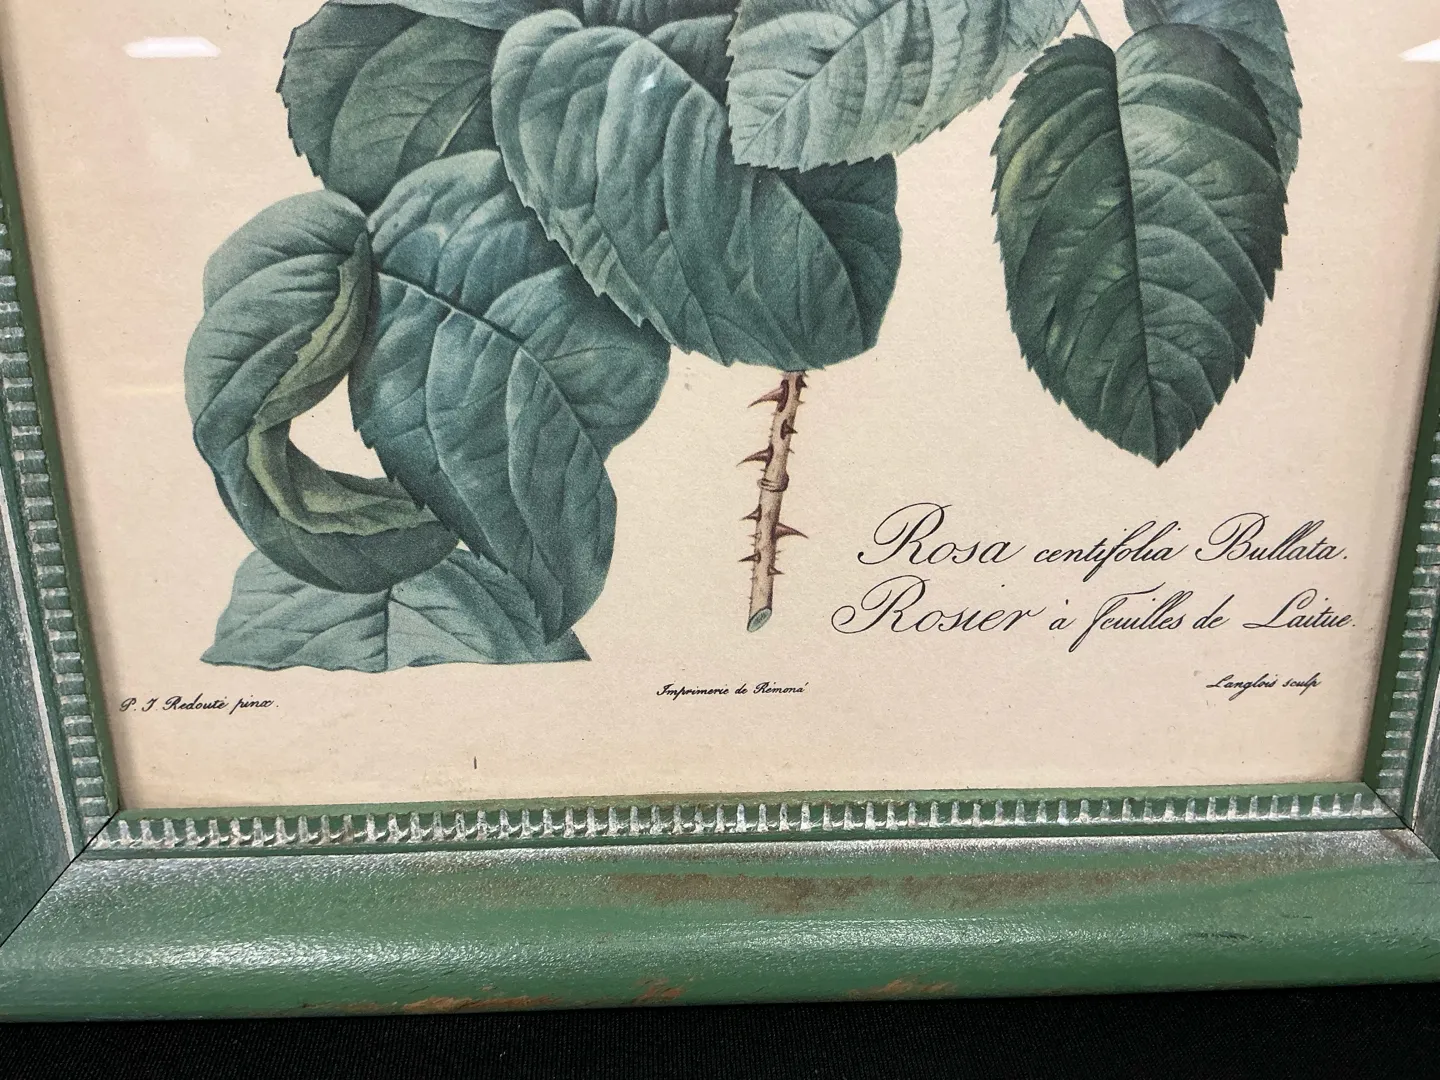 Rosa centifolia Bullata.
Rosier à feuilles de Laitue.
P. J. Redouté pinx.
Imprimerie de Rémond
Langlois sculp